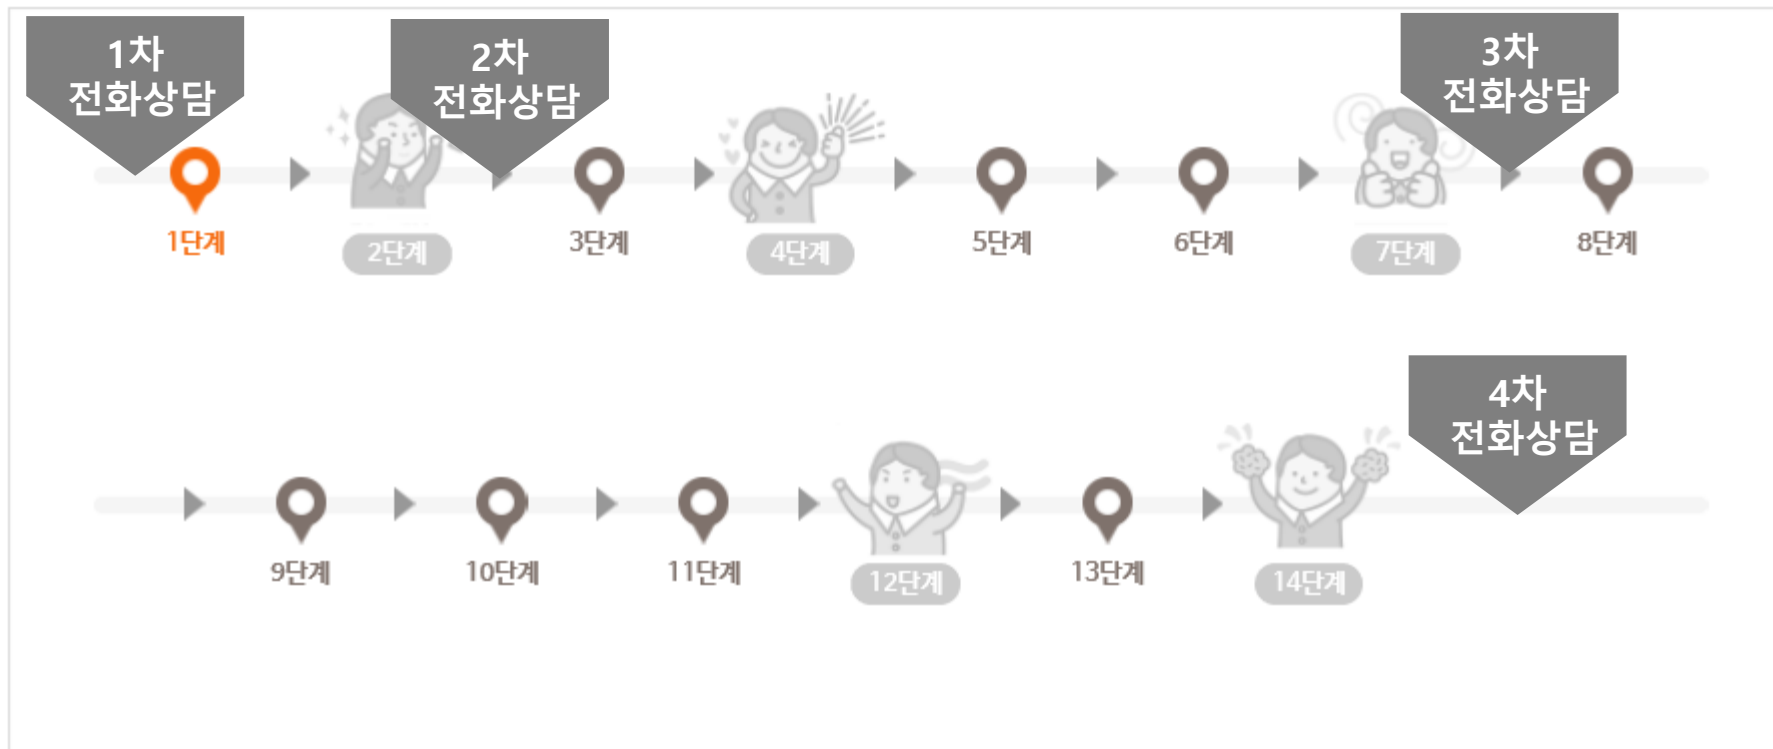 1차
전화상담
2차
전화상담
3차
전화상담
1단계
2단계
3단계
4단계
5단계
6단계
7단계
8단계
4차
전화상담
9단계
10단계
11단계
12단계
13단계
14단계